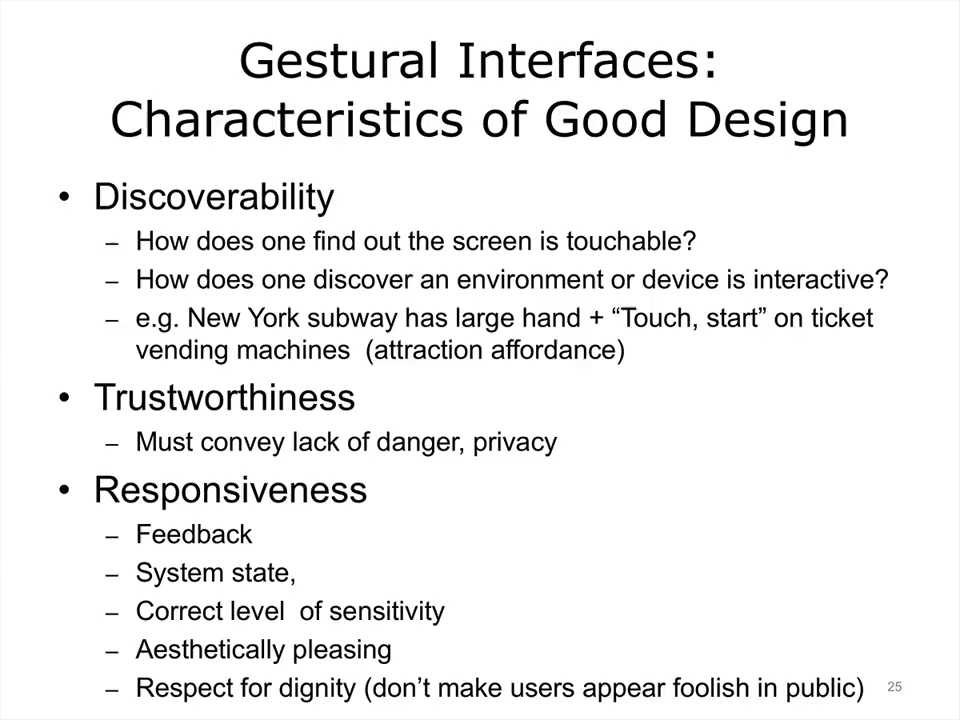 Gestural Interfaces:
Characteristics of Good Design
• Discoverability
– How does one find out the screen is touchable?
– How does one discover an environment or device is interactive?
– e.g. New York subway has large hand + “Touch, start” on ticket
vending machines  (attraction affordance)
• Trustworthiness
– Must convey lack of danger, privacy
• Responsiveness
– Feedback
– System state,
– Correct level  of sensitivity
– Aesthetically pleasing
– Respect for dignity (don’t make users appear foolish in public)
25